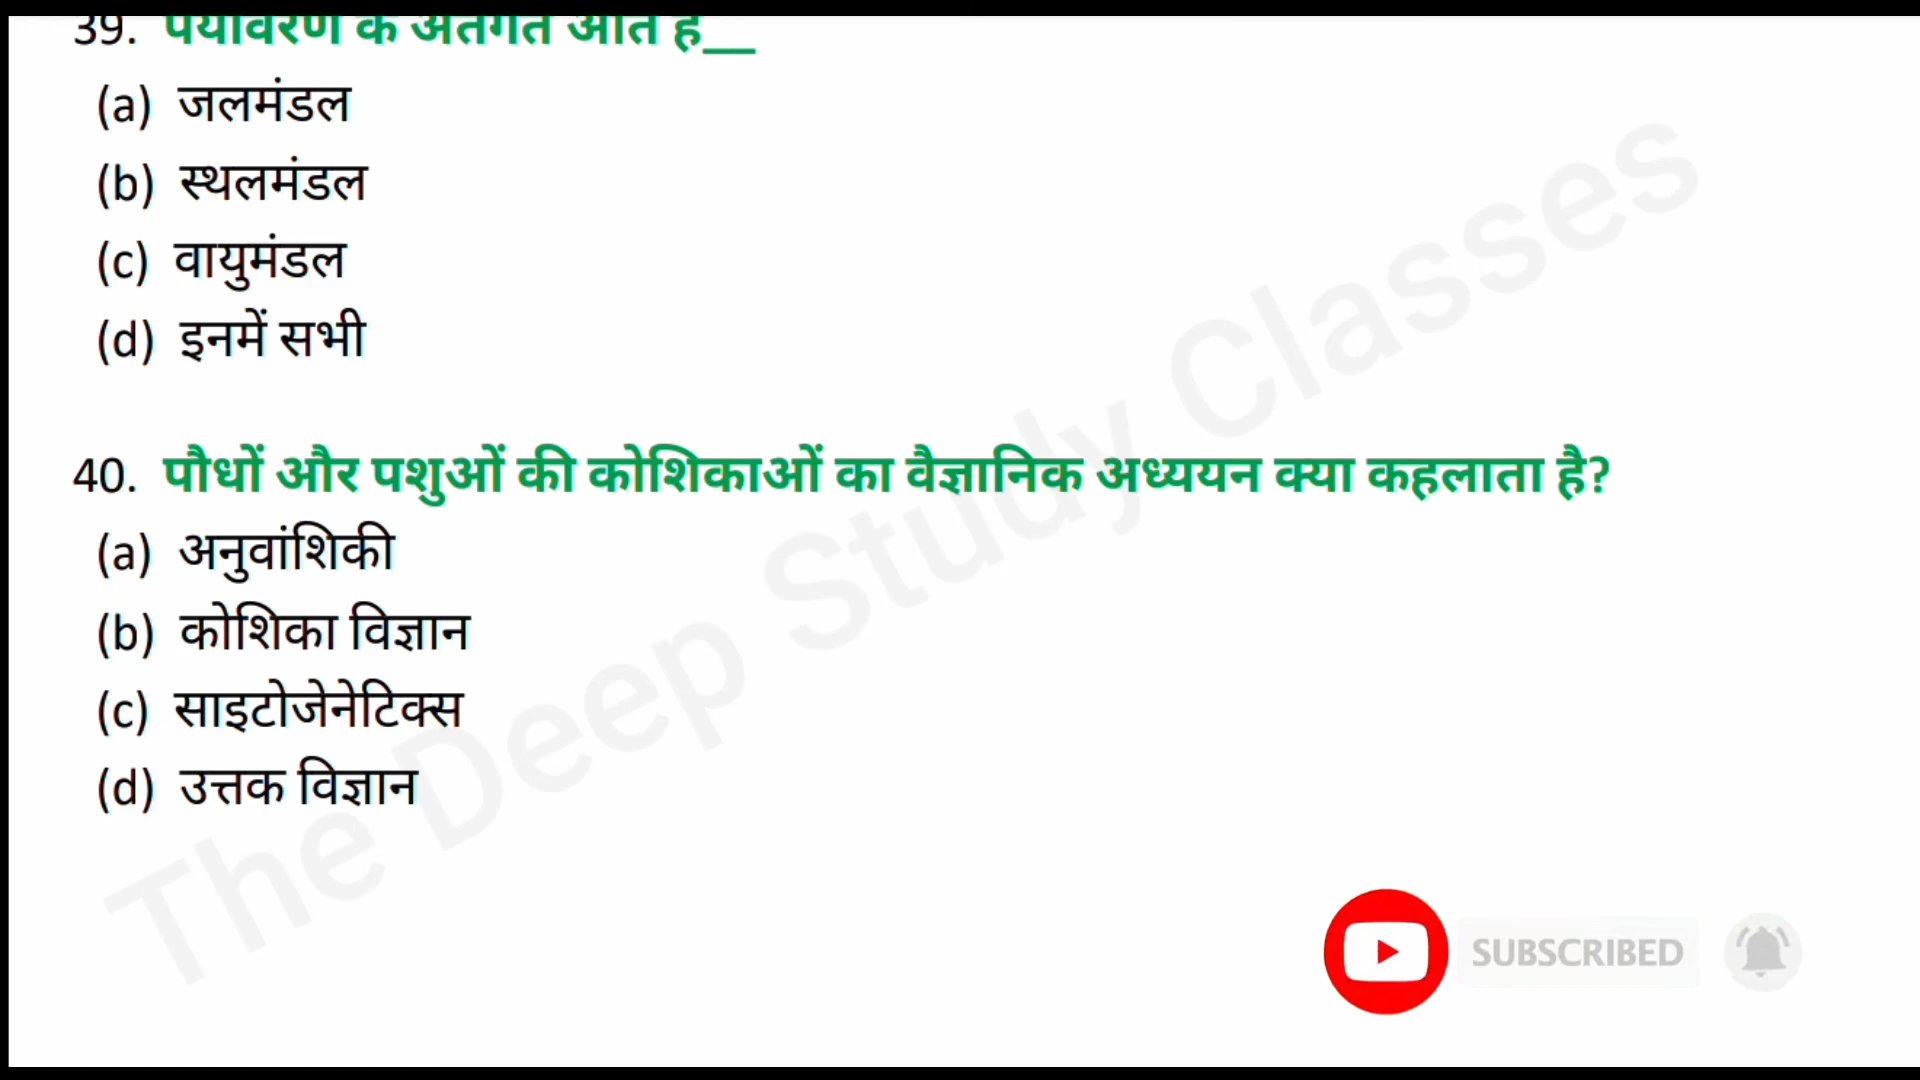 39. पर्यावरण के अंतर्गत आते हैं__
(a) जलमंडल
(b) स्थलमंडल
(c) वायुमंडल
(d) इनमें सभी
40. पौधों और पशुओं की कोशिकाओं का वैज्ञानिक अध्ययन क्या कहलाता है?
(a) अनुवांशिकी
(b) कोशिका विज्ञान
(c) साइटोजेनेटिक्स
(d) उत्तक विज्ञान
The Deep Study Classes
SUBSCRIBED